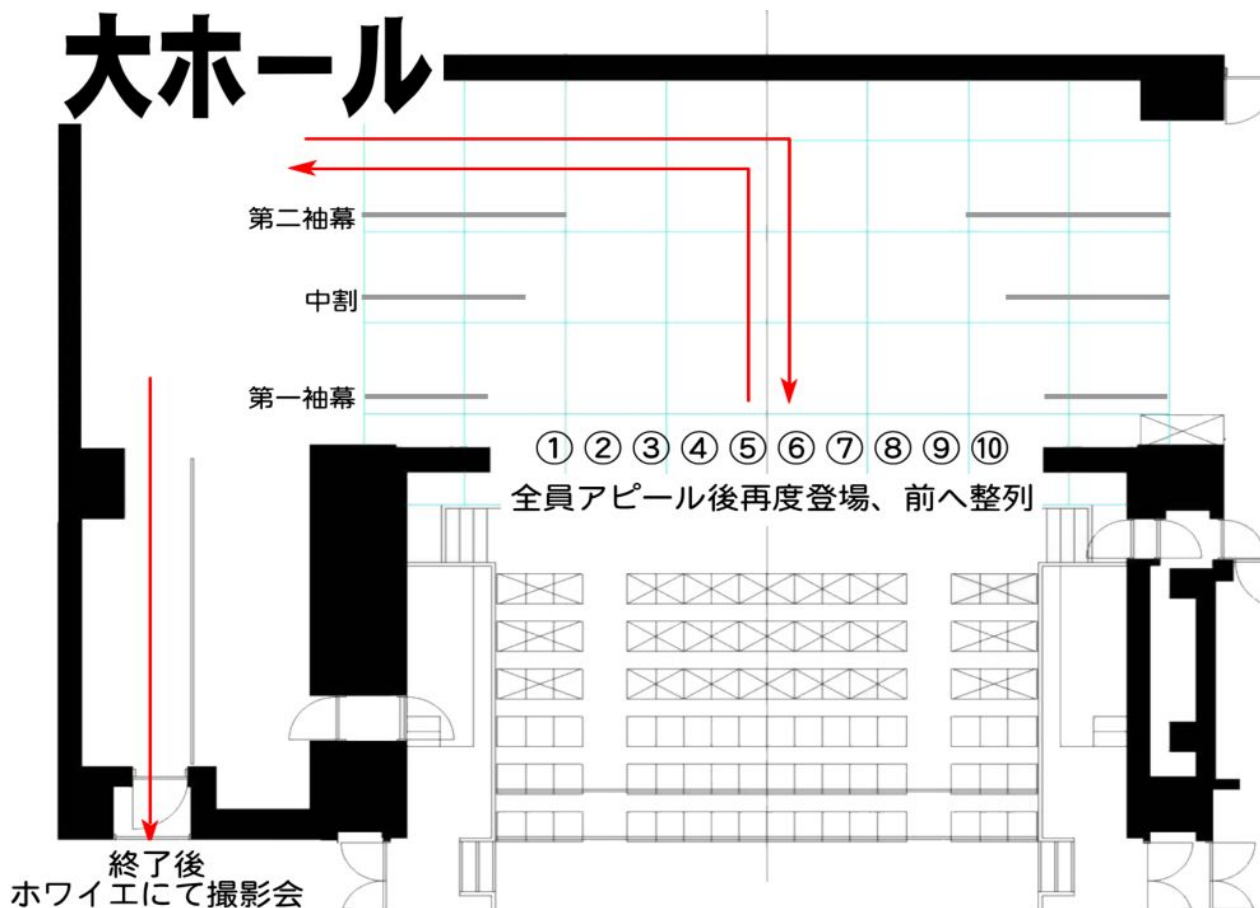 大ホール
第二袖幕
中割
第一袖幕
①②③④⑤⑥⑦⑧⑨⑩
全員アピール後再度登場、前へ整列
終了後
ホワイエにて撮影会